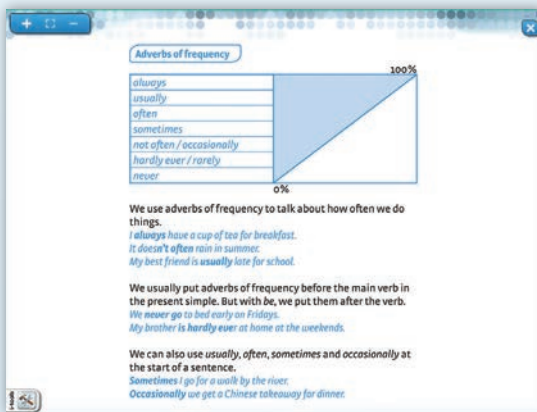 Adverbs of frequency
100%
always
usually
often
sometimes
not often / occasionally
hardly ever / rarely
never
0%
We use adverbs of frequency to talk about how often we do
things.
I always have a cup of tea for breakfast.
It doesn't often rain in summer.
My best friend is usually late for school.
We usually put adverbs of frequency before the main verb in
the present simple. But with be, we put them after the verb.
We never go to bed early on Fridays.
My brother is hardly ever at home at the weekends.
We can also use usually, often, sometimes and occasionally at
the start of a sentence.
Sometimes I go for a walk by the river.
Occasionally we get a Chinese takeaway for dinner.